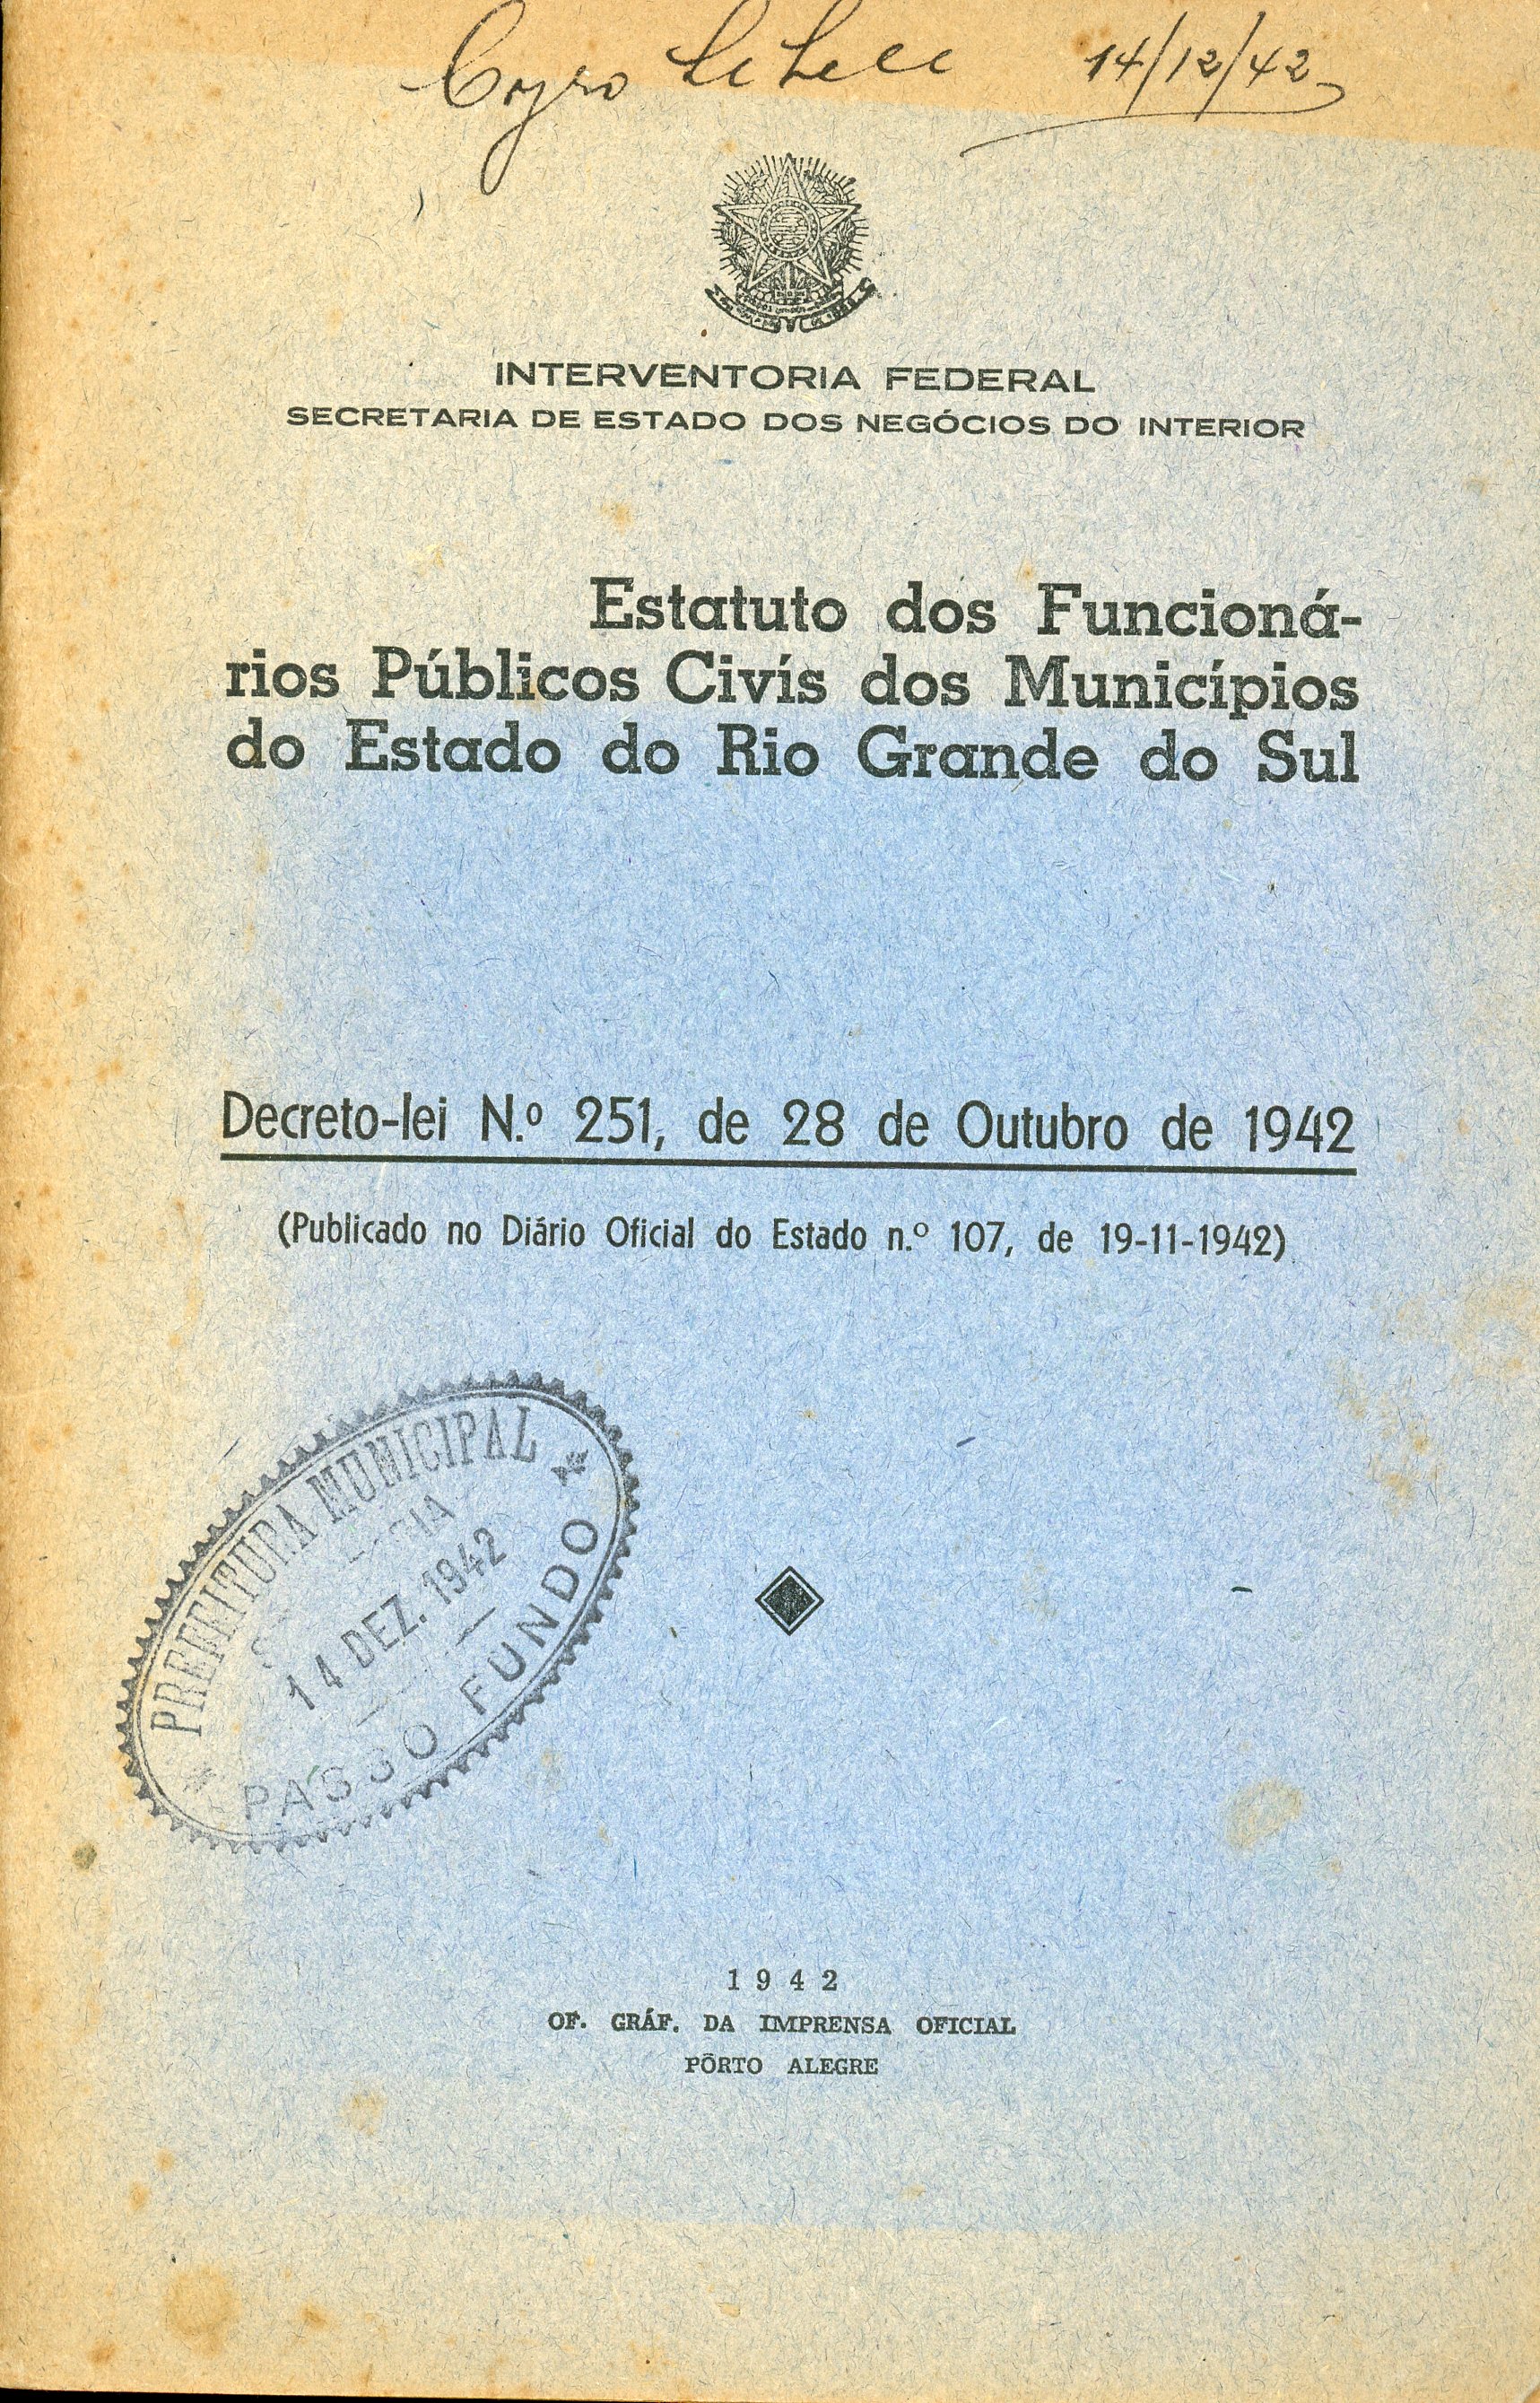 Cyro 14/12/42
INTERVENTORIA FEDERAL
SECRETARIA DE ESTADO DOS NEGÓCIOS DO INTERIOR
Estatuto dos Funcioná-
rios Públicos Civís dos Municípios
do Estado do Rio Grande do Sul
Decreto-lei N.º 251, de 28 de Outubro de 1942
(Publicado no Diário Oficial do Estado n.º 107, de 19-11-1942)
PREFEITURA MUNICIPAL
14 DEZ. 1942
PASSO FUNDO
1942
OF. GRÁF. DA IMPRENSA OFICIAL
PÔRTO ALEGRE